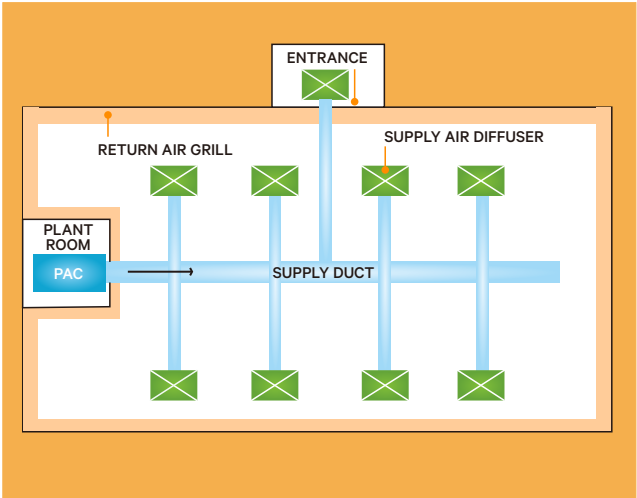 ENTRANCE
SUPPLY AIR DIFFUSER
RETURN AIR GRILL
PLANT
ROOM
PAC
SUPPLY DUCT